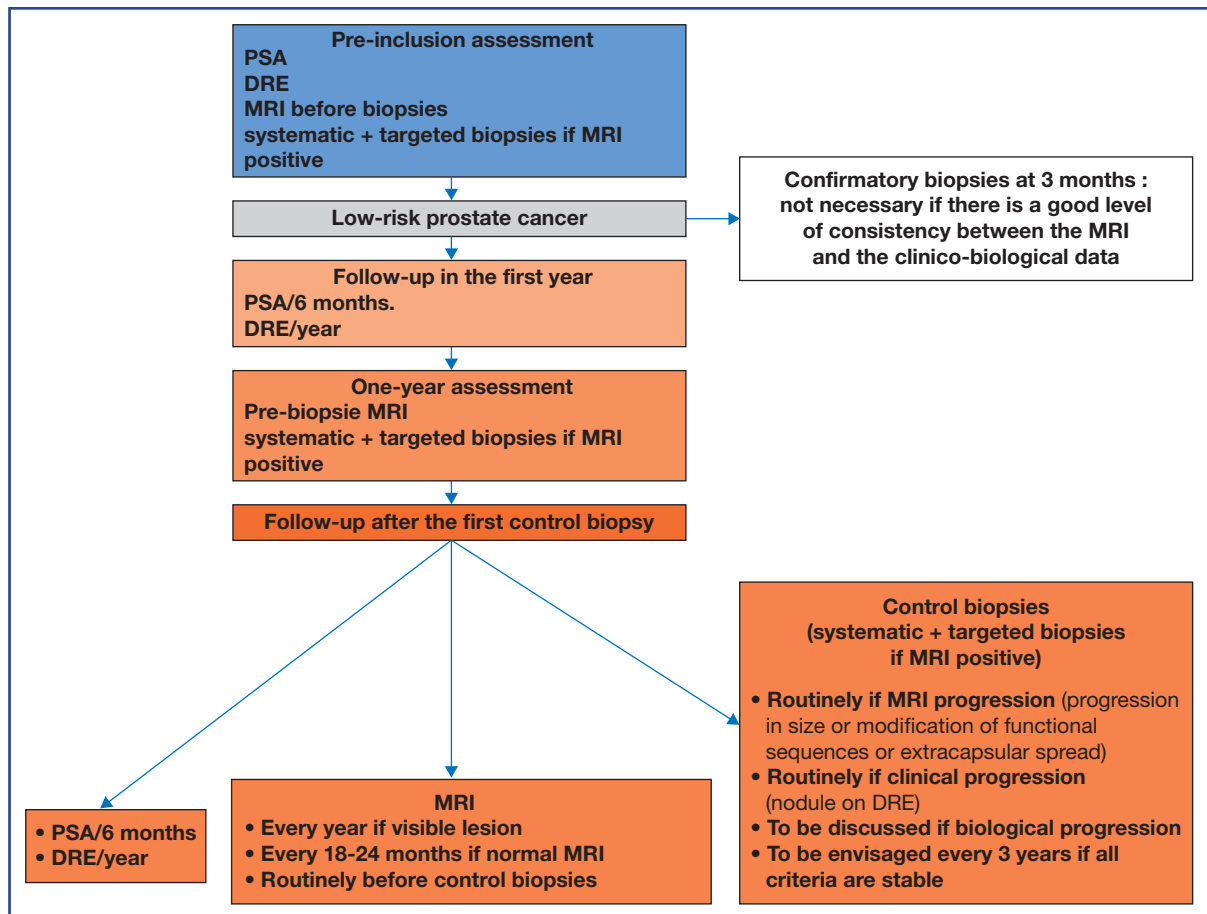 Pre-inclusion assessment
PSA
DRE
MRI before biopsies
systematic + targeted biopsies if MRI
positive
Low-risk prostate cancer
Confirmatory biopsies at 3 months :
not necessary if there is a good level
of consistency between the MRI
and the clinico-biological data
Follow-up in the first year
PSA/6 months.
DRE/year
One-year assessment
Pre-biopsie MRI
systematic + targeted biopsies if MRI
positive
Follow-up after the first control biopsy
• PSA/6 months
• DRE/year
MRI
• Every year if visible lesion
• Every 18-24 months if normal MRI
• Routinely before control biopsies
Control biopsies
(systematic + targeted biopsies
if MRI positive)
• Routinely if MRI progression (progression
in size or modification of functional
sequences or extracapsular spread)
• Routinely if clinical progression
(nodule on DRE)
• To be discussed if biological progression
• To be envisaged every 3 years if all
criteria are stable